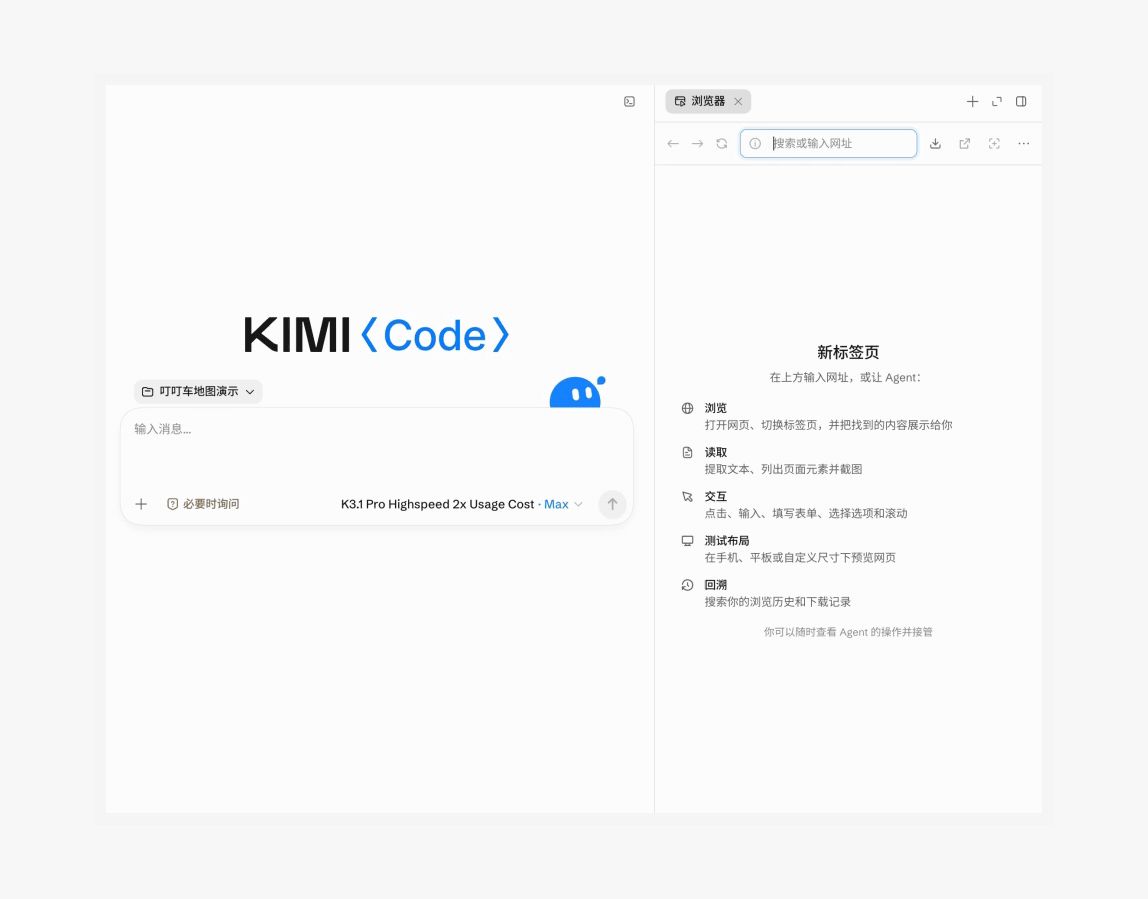 浏览器
搜索或输入网址
KIMI
Code
叮叮车地图演示
输入消息...
必要时询问
K3.1 Pro Highspeed 2x Usage Cost · Max
新标签页
在上方输入网址，或让 Agent：
浏览
打开网页、切换标签页，并把找到的内容展示给你
读取
提取文本、列出页面元素并截图
交互
点击、输入、填写表单、选择选项和滚动
测试布局
在手机、平板或自定义尺寸下预览网页
回溯
搜索你的浏览历史和下载记录
你可以随时查看 Agent 的操作并接管